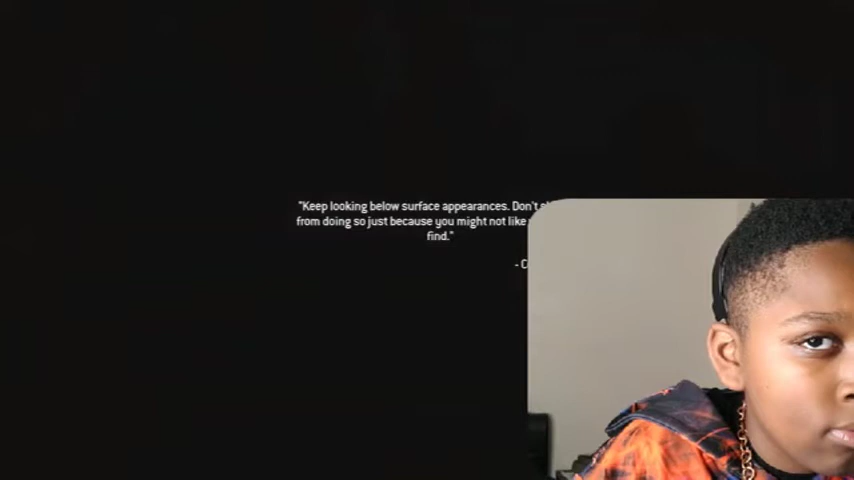 "Keep looking below surface appearances. Don't
from doing so just because you might not like
find."
-